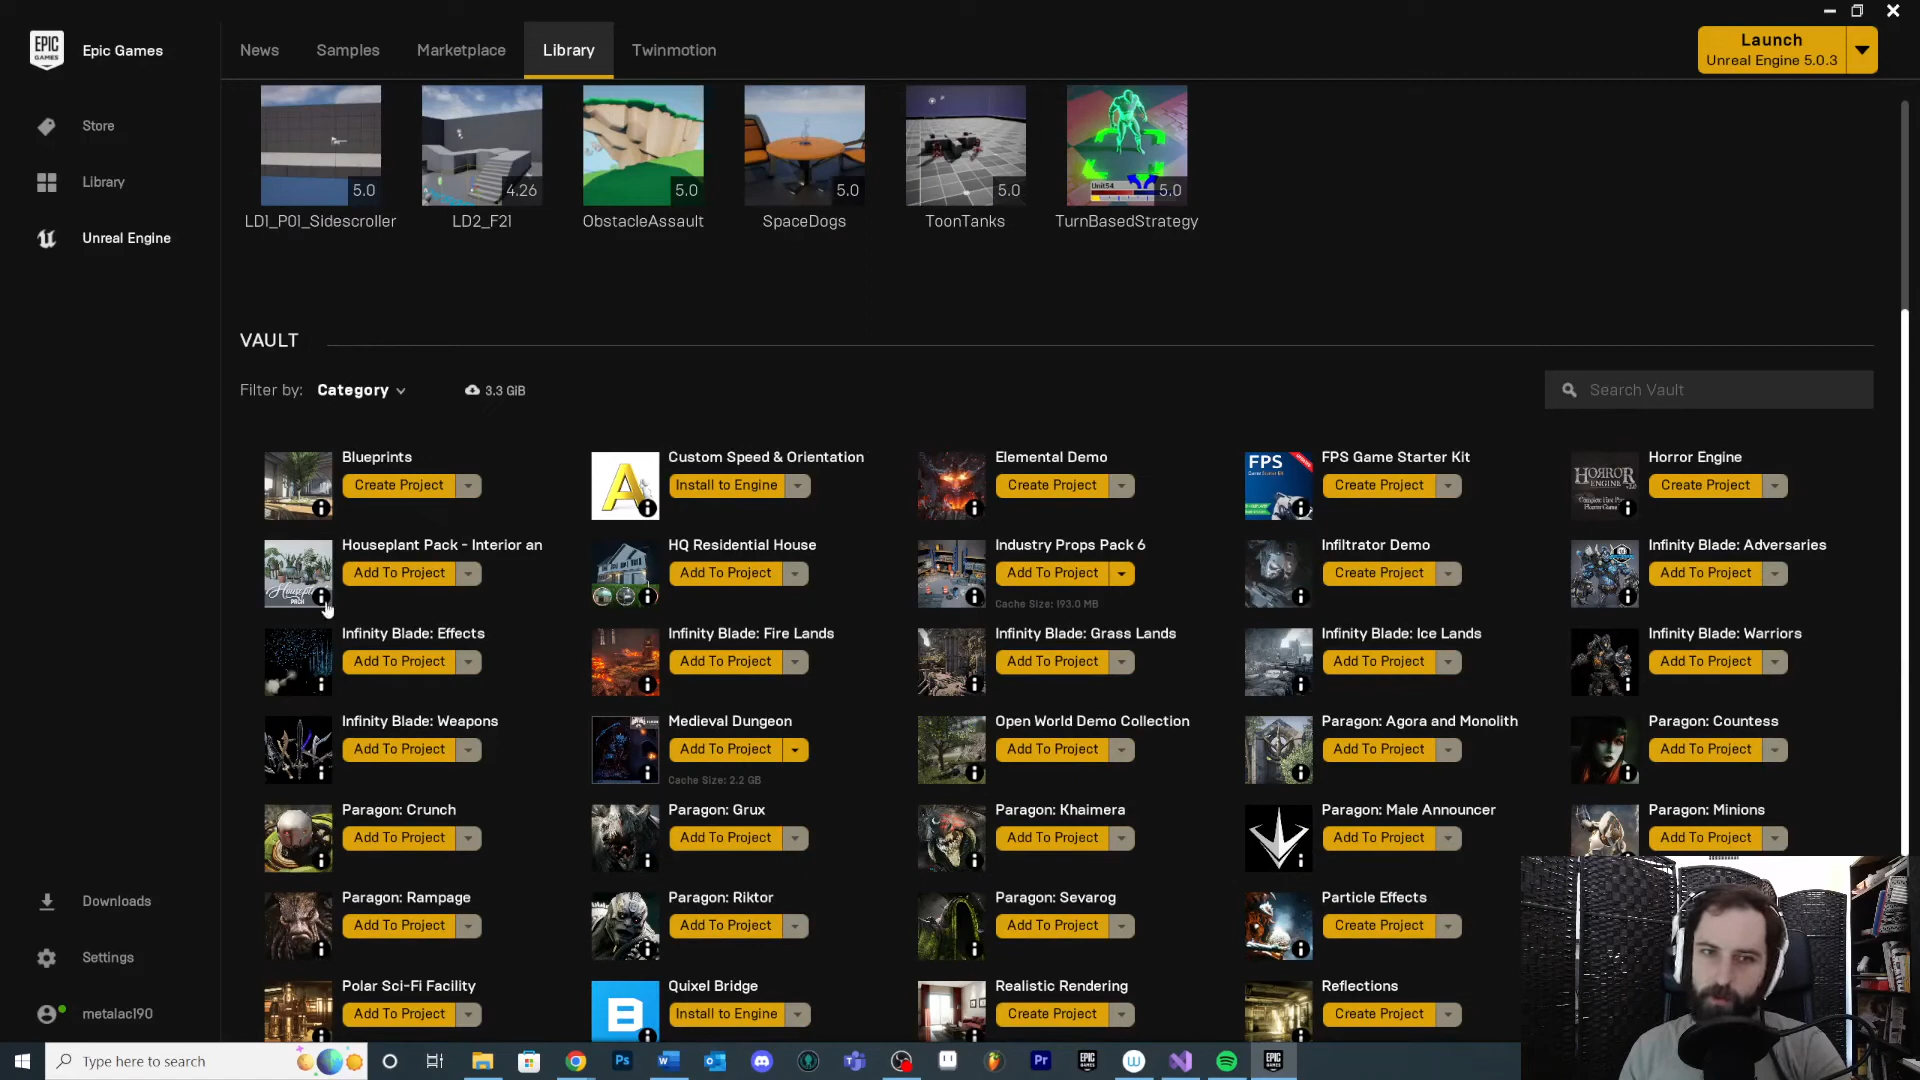 Epic Games
News
Samples
Marketplace
Library
Twinmotion
Launch
Unreal Engine 5.0.3
Store
Library
Unreal Engine
5.0
4.26
5.0
5.0
5.0
Unit54
5.0
LD1_P01_Sidescroller
LD2_F21
ObstacleAssault
SpaceDogs
ToonTanks
TurnBasedStrategy
VAULT
Filter by:
Category
3.3 GiB
Search Vault
Blueprints
Create Project
Custom Speed & Orientation
Install to Engine
Elemental Demo
Create Project
FPS Game Starter Kit
Create Project
Horror Engine
Create Project
Houseplant Pack - Interior an
Add To Project
HQ Residential House
Add To Project
Industry Props Pack 6
Add To Project
Cache Size: 193.0 MB
Infiltrator Demo
Create Project
Infinity Blade: Adversaries
Add To Project
Infinity Blade: Effects
Add To Project
Infinity Blade: Fire Lands
Add To Project
Infinity Blade: Grass Lands
Add To Project
Infinity Blade: Ice Lands
Add To Project
Infinity Blade: Warriors
Add To Project
Infinity Blade: Weapons
Add To Project
Medieval Dungeon
Add To Project
Cache Size: 2.2 GB
Open World Demo Collection
Add To Project
Paragon: Agora and Monolith
Add To Project
Paragon: Countess
Add To Project
Paragon: Crunch
Add To Project
Paragon: Grux
Add To Project
Paragon: Khaimera
Add To Project
Paragon: Male Announcer
Add To Project
Paragon: Minions
Add To Project
Paragon: Rampage
Add To Project
Paragon: Riktor
Add To Project
Paragon: Sevarog
Add To Project
Particle Effects
Create Project
Polar Sci-Fi Facility
Add To Project
Quixel Bridge
Install to Engine
Realistic Rendering
Create Project
Reflections
Create Project
Downloads
Settings
metalac190
Type here to search